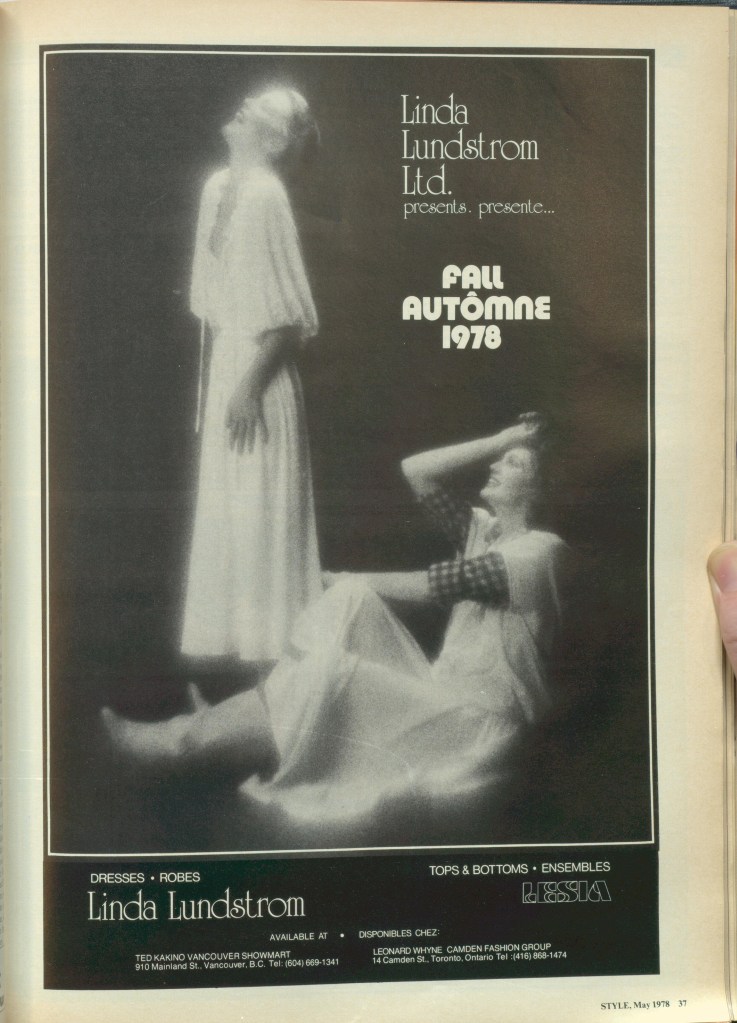 Linda
Lundstrom
Ltd.
presents. presente...
FALL
AUTÔMNE
1978
DRESSES • ROBES
Linda Lundstrom
TOPS & BOTTOMS • ENSEMBLES
LESSIA
AVAILABLE AT • DISPONIBLES CHEZ:
TED KAKINO VANCOUVER SHOWMART
910 Mainland St., Vancouver, B.C. Tel: (604) 669-1341
LEONARD WHYNE CAMDEN FASHION GROUP
14 Camden St., Toronto, Ontario Tel :(416) 868-1474
STYLE, May 1978 37